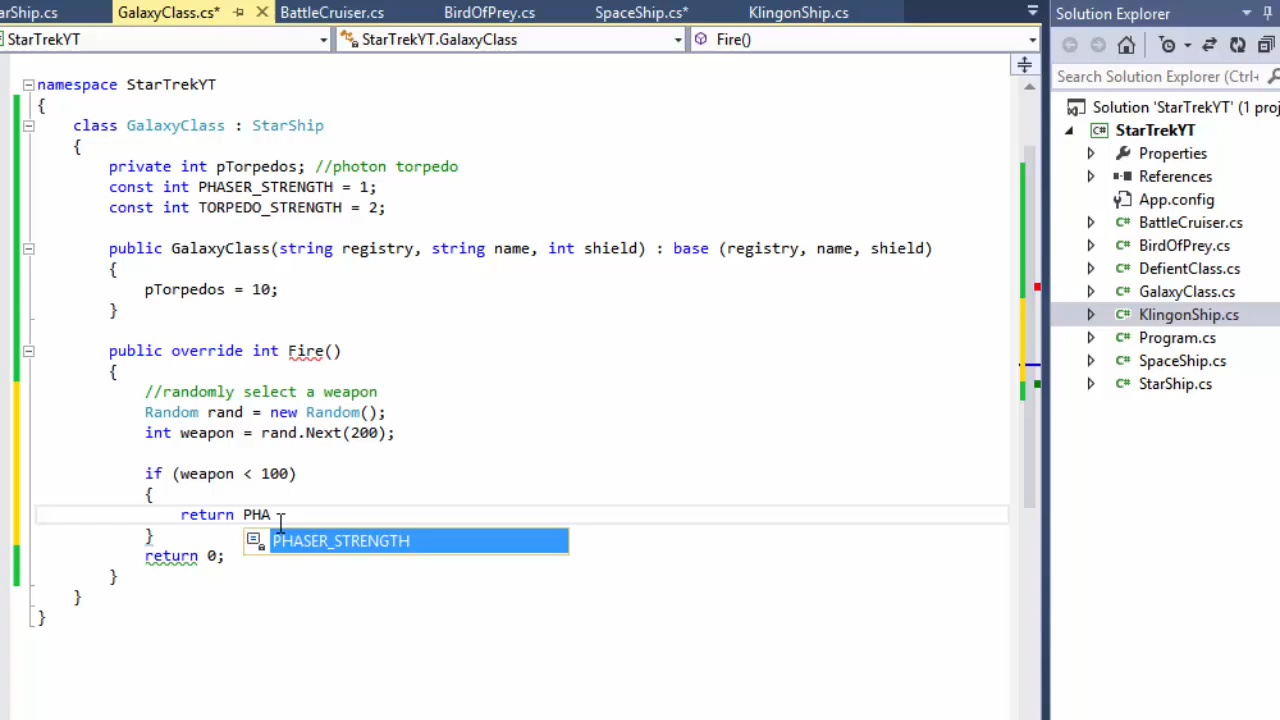 arShip.cs GalaxyClass.cs* BattleCruiser.cs BirdOfPrey.cs SpaceShip.cs* KlingonShip.cs
StarTrekYT StarTrekYT.GalaxyClass Fire()
namespace StarTrekYT
{
class GalaxyClass : StarShip
{
private int pTorpedos; //photon torpedo
const int PHASER_STRENGTH = 1;
const int TORPEDO_STRENGTH = 2;
public GalaxyClass(string registry, string name, int shield) : base (registry, name, shield)
{
pTorpedos = 10;
}
public override int Fire()
{
//randomly select a weapon
Random rand = new Random();
int weapon = rand.Next(200);
if (weapon < 100)
{
return PHA
PHASER_STRENGTH
}
return 0;
}
}
}
Solution Explorer
Search Solution Explorer (Ctrl+
Solution 'StarTrekYT' (1 proj
StarTrekYT
Properties
References
App.config
BattleCruiser.cs
BirdOfPrey.cs
DefientClass.cs
GalaxyClass.cs
KlingonShip.cs
Program.cs
SpaceShip.cs
StarShip.cs